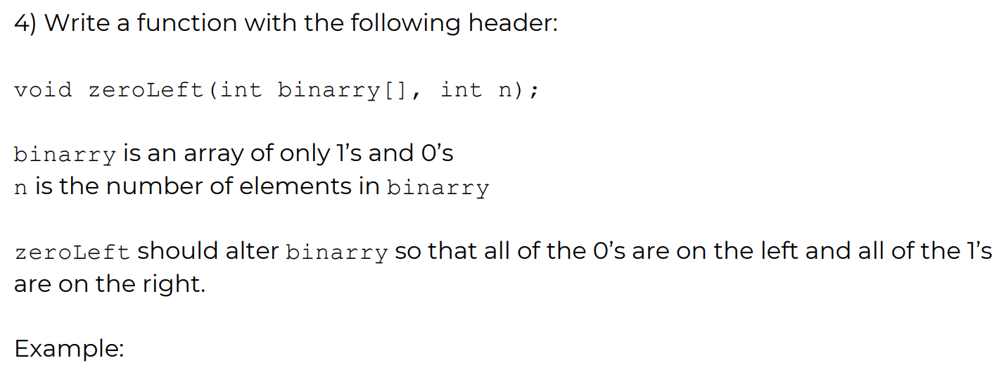 4) Write a function with the following header:
void zeroLeft(int binarry[], int n);
binarry is an array of only 1’s and 0’s
n is the number of elements in binarry
zeroLeft should alter binarry so that all of the 0’s are on the left and all of the 1’s
are on the right.
Example: